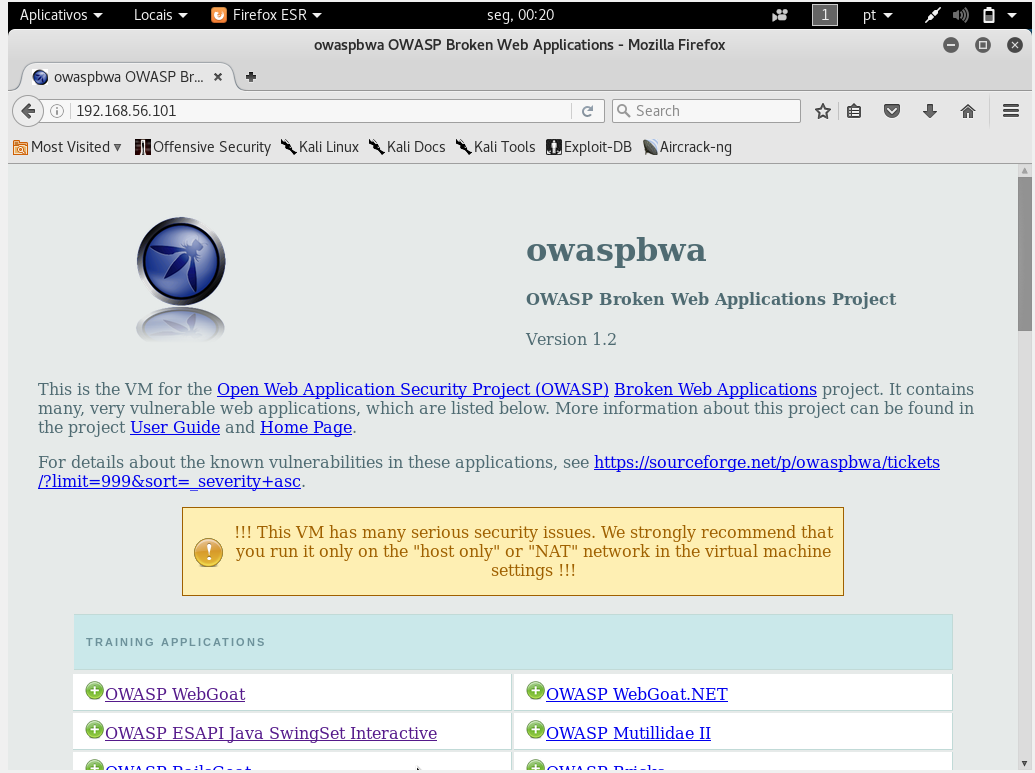 Aplicativos Locais Firefox ESR seg, 00:20 1 pt
owaspbwa OWASP Broken Web Applications - Mozilla Firefox
owaspbwa OWASP Br...
192.168.56.101 Search
Most Visited Offensive Security Kali Linux Kali Docs Kali Tools Exploit-DB Aircrack-ng
owaspbwa
OWASP Broken Web Applications Project
Version 1.2
This is the VM for the Open Web Application Security Project (OWASP) Broken Web Applications project. It contains
many, very vulnerable web applications, which are listed below. More information about this project can be found in
the project User Guide and Home Page.
For details about the known vulnerabilities in these applications, see https://sourceforge.net/p/owaspbwa/tickets
/?limit=999&sort=_severity+asc.
!!! This VM has many serious security issues. We strongly recommend that
you run it only on the "host only" or "NAT" network in the virtual machine
settings !!!
TRAINING APPLICATIONS
OWASP WebGoat OWASP WebGoat.NET
OWASP ESAPI Java SwingSet Interactive OWASP Mutillidae II
OWASP RailsGoat OWASP Bricks